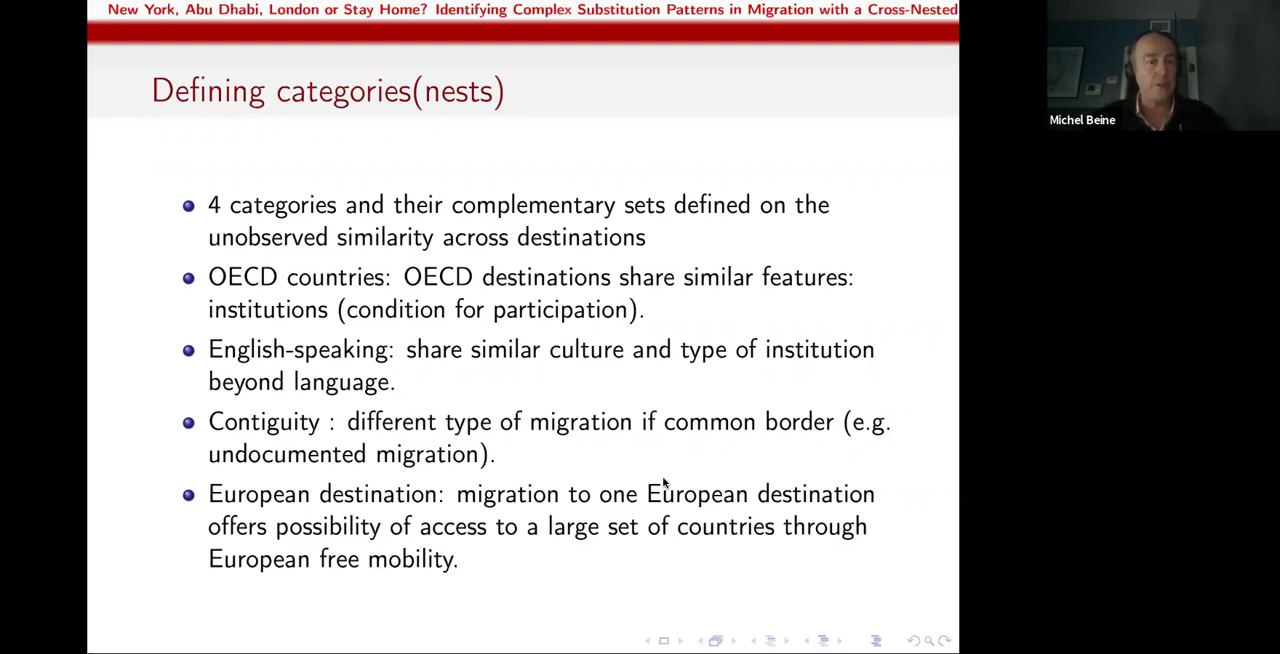 New York, Abu Dhabi, London or Stay Home? Identifying Complex Substitution Patterns in Migration with a Cross-Nested
Defining categories(nests)
4 categories and their complementary sets defined on the
unobserved similarity across destinations
OECD countries: OECD destinations share similar features:
institutions (condition for participation).
English-speaking: share similar culture and type of institution
beyond language.
Contiguity : different type of migration if common border (e.g.
undocumented migration).
European destination: migration to one European destination
offers possibility of access to a large set of countries through
European free mobility.
Michel Beine